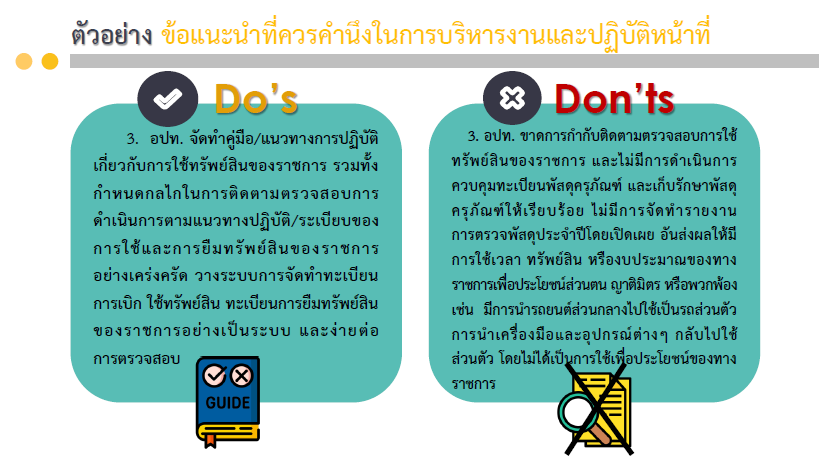 ตัวอย่าง ข้อแนะนำที่ควรคำนึงในการบริหารงานและปฏิบัติหน้าที่
Do's
3. อปท. จัดทำคู่มือ/แนวทางการปฏิบัติ
เกี่ยวกับการใช้ทรัพย์สินของราชการ รวมทั้ง
กำหนดกลไกในการติดตามตรวจสอบการ
ดำเนินการตามแนวทางปฏิบัติ/ระเบียบของ
การใช้และการยืมทรัพย์สินของราชการ
อย่างเคร่งครัด วางระบบการจัดทำทะเบียน
การเบิก ใช้ทรัพย์สิน ทะเบียนการยืมทรัพย์สิน
ของราชการอย่างเป็นระบบ และง่ายต่อ
การตรวจสอบ
GUIDE
Don'ts
3. อปท. ขาดการกำกับติดตามตรวจสอบการใช้
ทรัพย์สินของราชการ และไม่มีการดำเนินการ
ควบคุมทะเบียนพัสดุครุภัณฑ์ และเก็บรักษาพัสดุ
ครุภัณฑ์ให้เรียบร้อย ไม่มีการจัดทำรายงาน
การตรวจพัสดุประจำปีโดยเปิดเผย อันส่งผลให้มี
การใช้เวลา ทรัพย์สิน หรืองบประมาณของทาง
ราชการเพื่อประโยชน์ส่วนตน ญาติมิตร หรือพวกพ้อง
เช่น มีการนำรถยนต์ส่วนกลางไปใช้เป็นรถส่วนตัว
การนำเครื่องมือและอุปกรณ์ต่างๆ กลับไปใช้
ส่วนตัว โดยไม่ได้เป็นการใช้เพื่อประโยชน์ของทาง
ราชการ